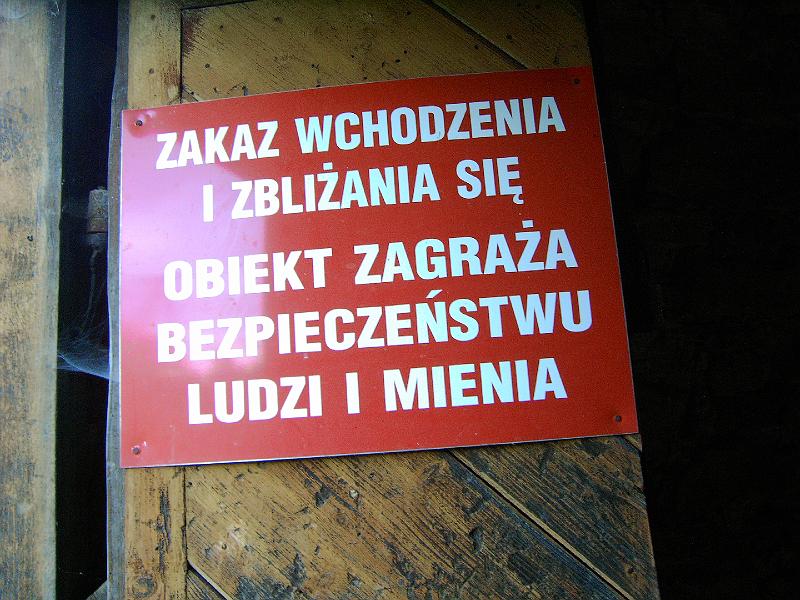 ZAKAZ WCHODZENIA
I ZBLIŻANIA SIĘ
OBIEKT ZAGRAŻA
BEZPIECZEŃSTWU
LUDZI I MIENIA